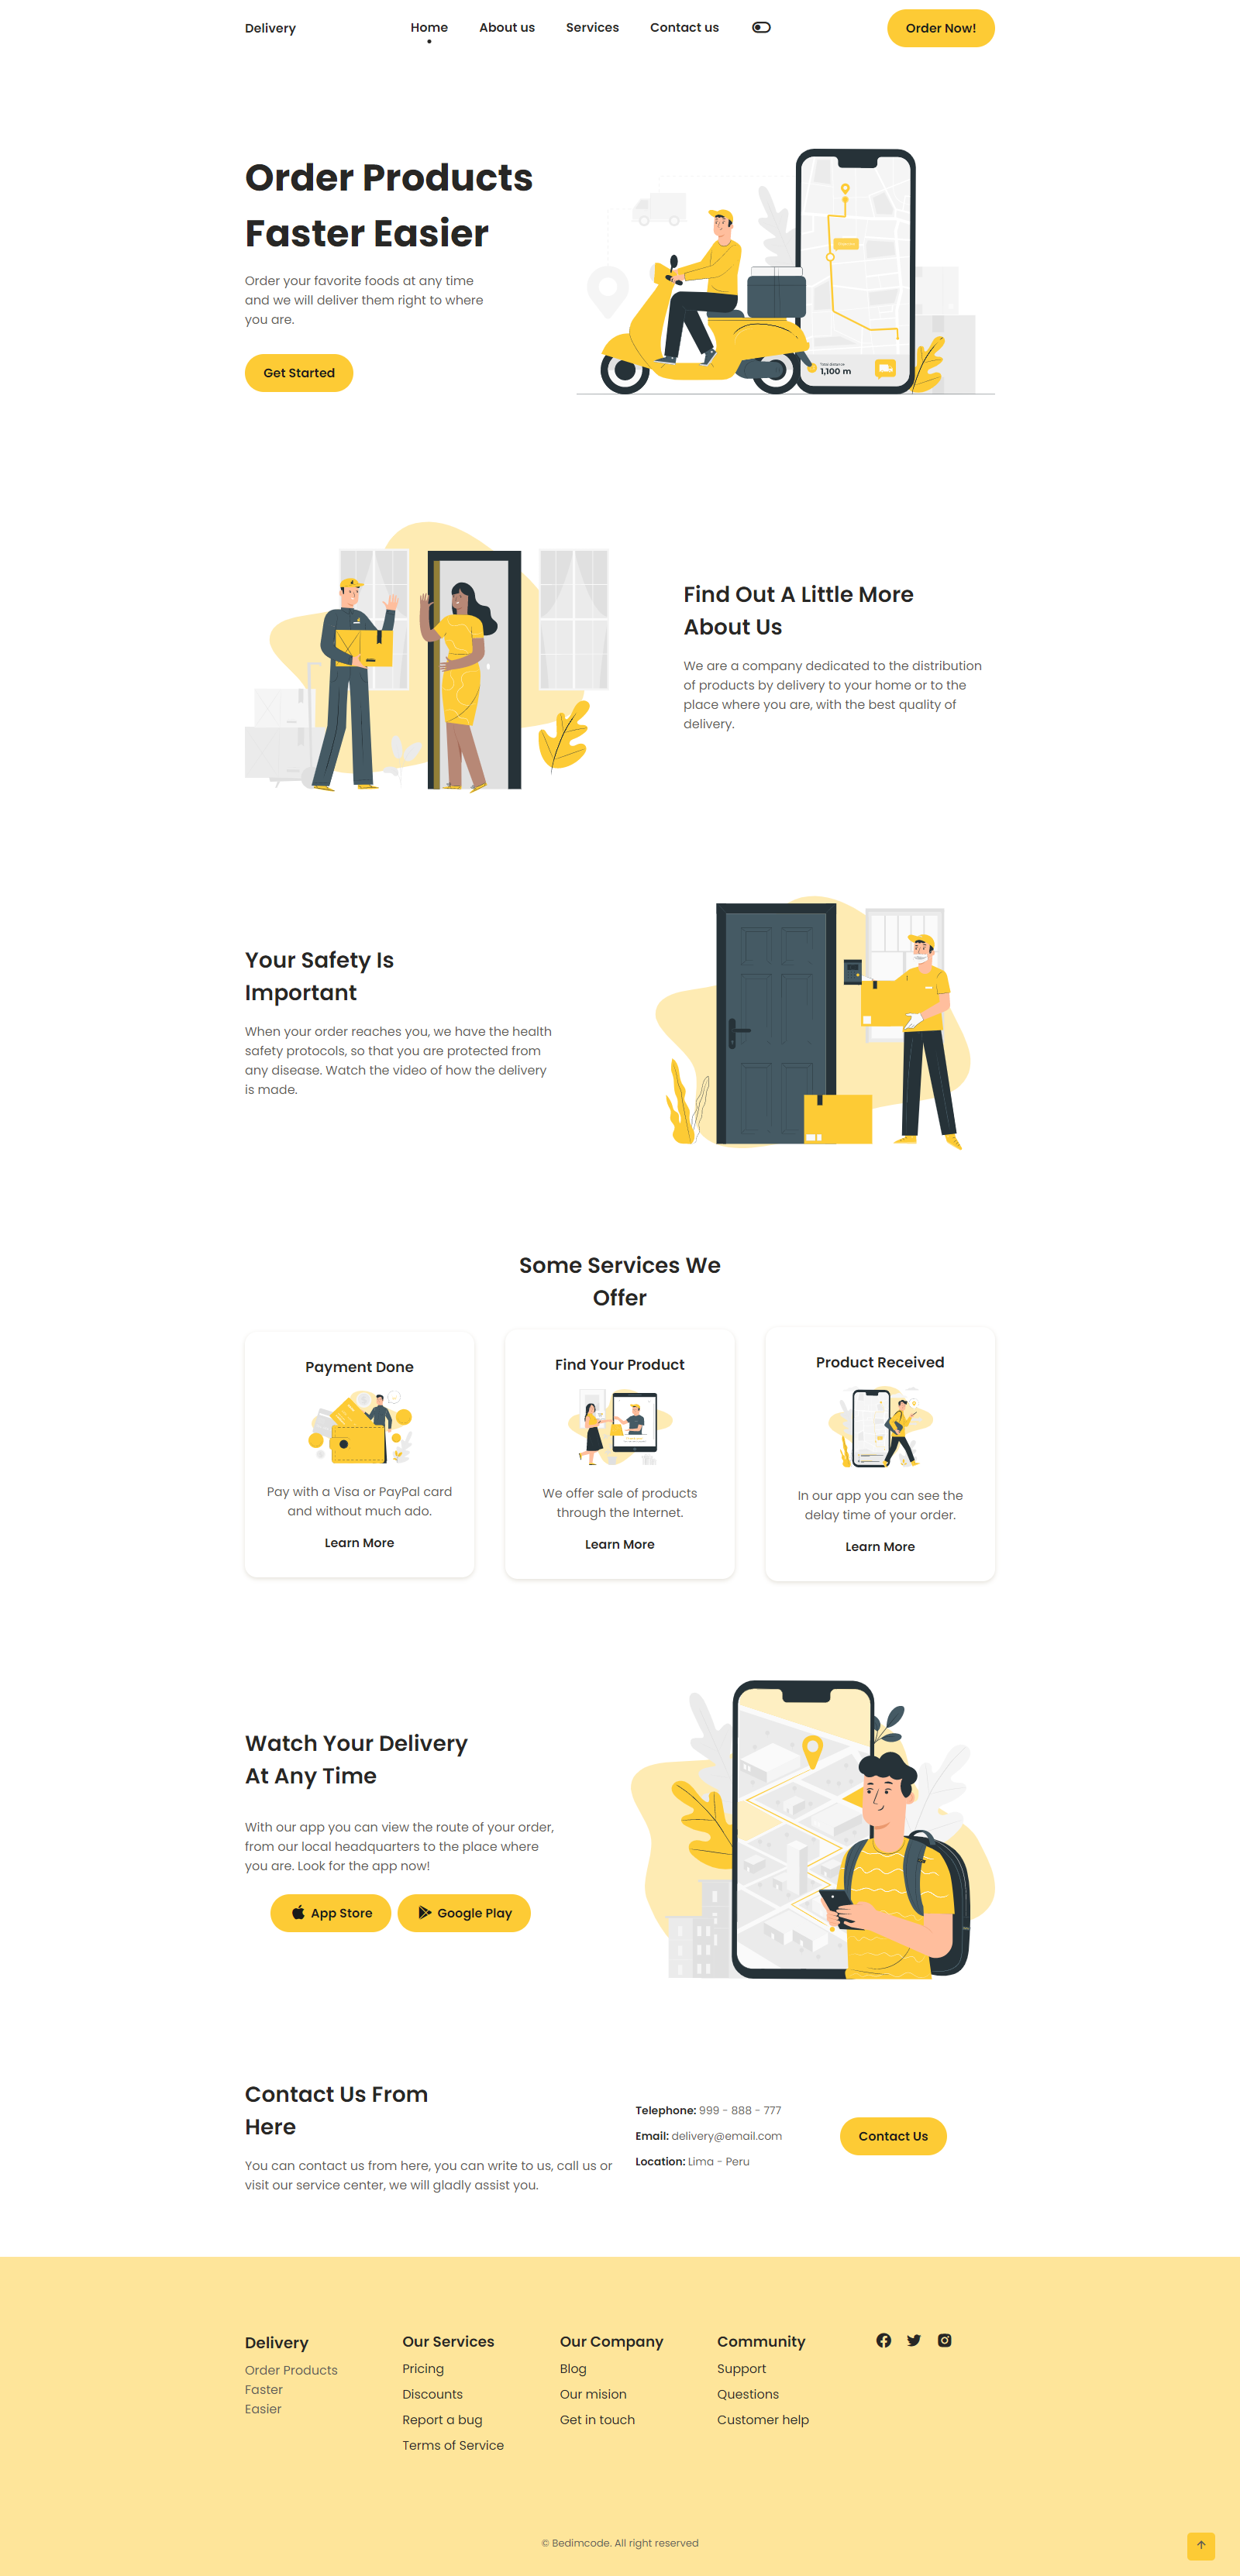 Delivery
Home
About us
Services
Contact us
Order Now!
Order Products
Faster Easier
Order your favorite foods at any time
and we will deliver them right to where
you are.
Get Started
1,100 m
Find Out A Little More
About Us
We are a company dedicated to the distribution
of products by delivery to your home or to the
place where you are, with the best quality of
delivery.
Your Safety Is
Important
When your order reaches you, we have the health
safety protocols, so that you are protected from
any disease. Watch the video of how the delivery
is made.
Some Services We
Offer
Payment Done
Pay with a Visa or PayPal card
and without much ado.
Learn More
Find Your Product
We offer sale of products
through the Internet.
Learn More
Product Received
In our app you can see the
delay time of your order.
Learn More
Watch Your Delivery
At Any Time
With our app you can view the route of your order,
from our local headquarters to the place where
you are. Look for the app now!
App Store
Google Play
Contact Us From
Here
You can contact us from here, you can write to us, call us or
visit our service center, we will gladly assist you.
Telephone: 999 - 888 - 777
Email: delivery@email.com
Location: Lima - Peru
Contact Us
Delivery
Order Products
Faster
Easier
Our Services
Pricing
Discounts
Report a bug
Terms of Service
Our Company
Blog
Our mision
Get in touch
Community
Support
Questions
Customer help
© Bedimcode. All right reserved